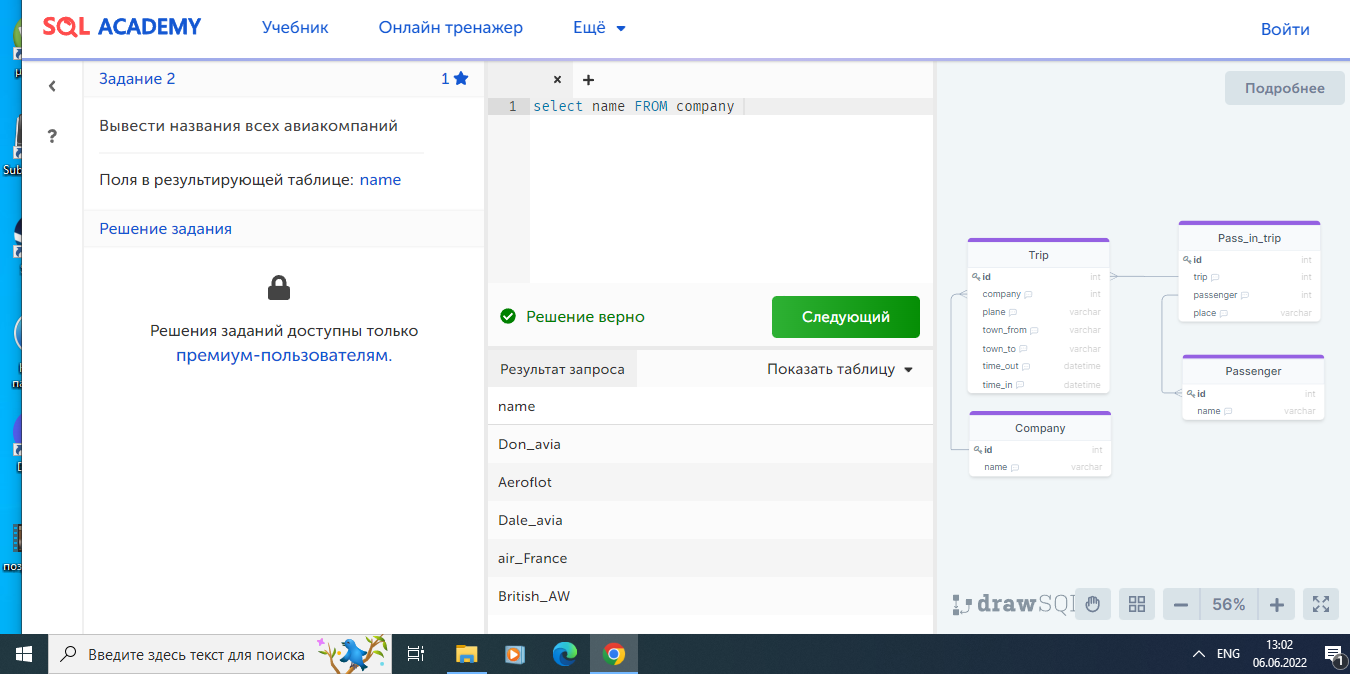 SQL ACADEMY
Учебник
Онлайн тренажер
Ещё
Войти
Задание 2
1
Вывести названия всех авиакомпаний
Поля в результирующей таблице: name
Решение задания
Решения заданий доступны только
премиум-пользователям.
1 select name FROM company
Решение верно
Следующий
Результат запроса
Показать таблицу
name
Don_avia
Aeroflot
Dale_avia
air_France
British_AW
Подробнее
Trip
id int
company int
plane varchar
town_from varchar
town_to varchar
time_out datetime
time_in datetime
Company
id int
name varchar
Pass_in_trip
id int
trip int
passenger int
place varchar
Passenger
id int
name varchar
drawSQL
56%
Введите здесь текст для поиска
ENG
13:02
06.06.2022
1